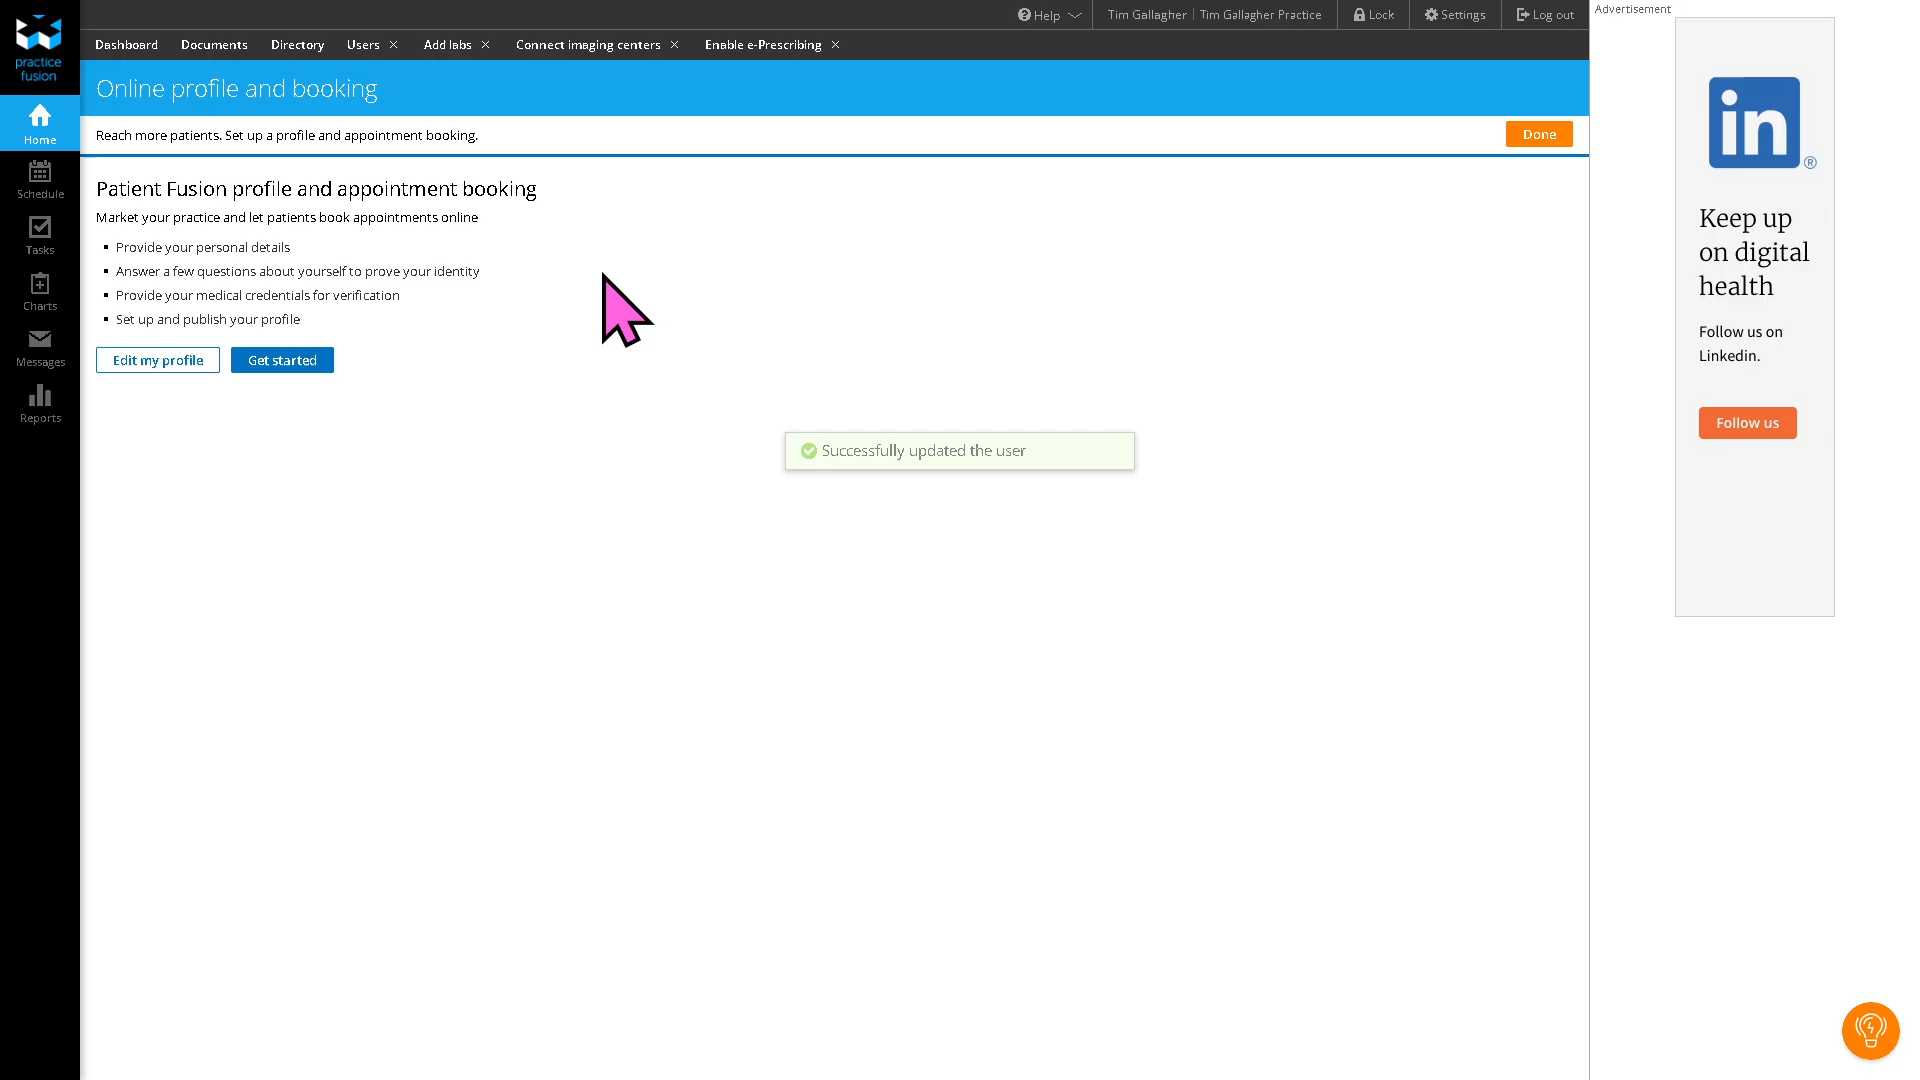 Help
Tim Gallagher
Tim Gallagher Practice
Lock
Settings
Log out
Advertisement
practice
fusion
Dashboard
Documents
Directory
Users
Add labs
Connect imaging centers
Enable e-Prescribing
Home
Schedule
Tasks
Charts
Messages
Reports
Online profile and booking
Reach more patients. Set up a profile and appointment booking.
Done
Patient Fusion profile and appointment booking
Market your practice and let patients book appointments online
Provide your personal details
Answer a few questions about yourself to prove your identity
Provide your medical credentials for verification
Set up and publish your profile
Edit my profile
Get started
Successfully updated the user
in
®
Keep up
on digital
health
Follow us on
Linkedin.
Follow us